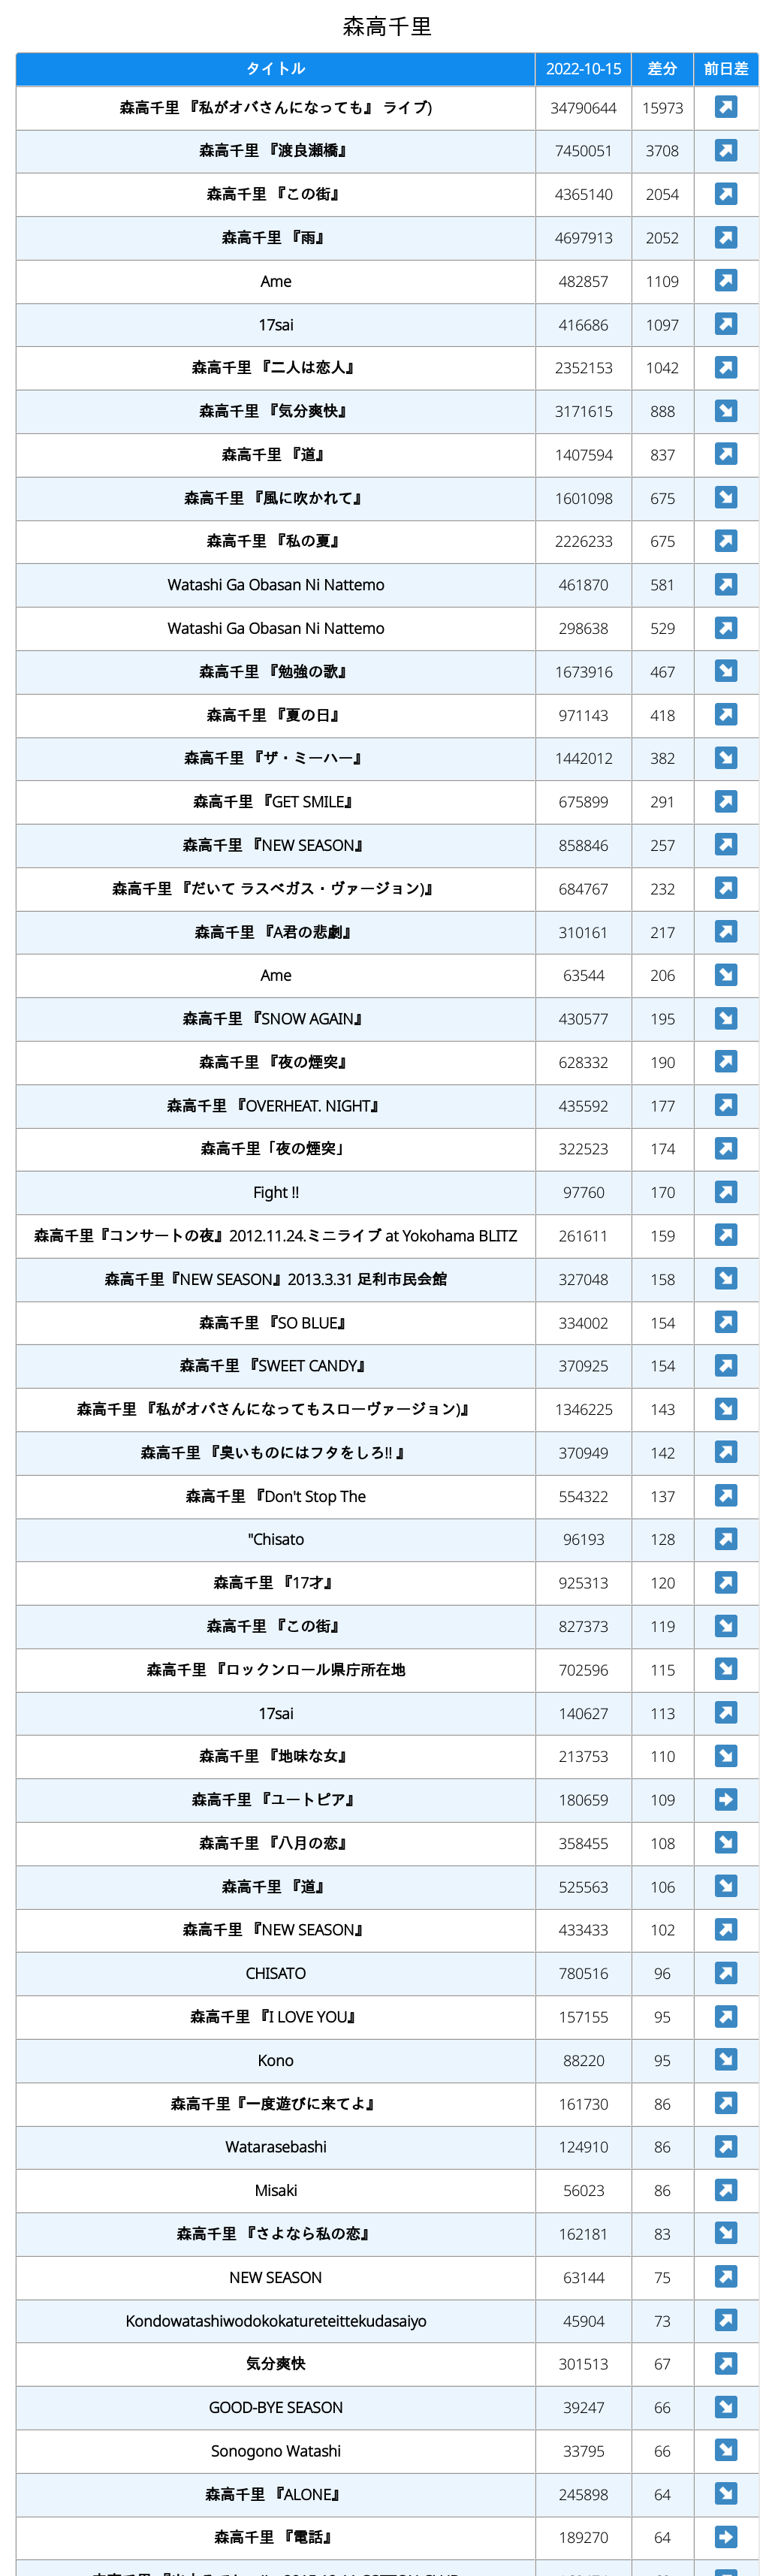 森高千里
タイトル 2022-10-15 差分 前日差
森高千里 『私がオバさんになっても』 ライブ) 34790644 15973
森高千里 『渡良瀬橋』 7450051 3708
森高千里 『この街』 4365140 2054
森高千里 『雨』 4697913 2052
Ame 482857 1109
17sai 416686 1097
森高千里 『二人は恋人』 2352153 1042
森高千里 『気分爽快』 3171615 888
森高千里 『道』 1407594 837
森高千里 『風に吹かれて』 1601098 675
森高千里 『私の夏』 2226233 675
Watashi Ga Obasan Ni Nattemo 461870 581
Watashi Ga Obasan Ni Nattemo 298638 529
森高千里 『勉強の歌』 1673916 467
森高千里 『夏の日』 971143 418
森高千里 『ザ・ミーハー』 1442012 382
森高千里 『GET SMILE』 675899 291
森高千里 『NEW SEASON』 858846 257
森高千里 『だいて ラスベガス・ヴァージョン)』 684767 232
森高千里 『A君の悲劇』 310161 217
Ame 63544 206
森高千里 『SNOW AGAIN』 430577 195
森高千里 『夜の煙突』 628332 190
森高千里 『OVERHEAT. NIGHT』 435592 177
森高千里「夜の煙突」 322523 174
Fight !! 97760 170
森高千里『コンサートの夜』2012.11.24.ミニライブ at Yokohama BLITZ 261611 159
森高千里『NEW SEASON』2013.3.31 足利市民会館 327048 158
森高千里 『SO BLUE』 334002 154
森高千里 『SWEET CANDY』 370925 154
森高千里 『私がオバさんになってもスローヴァージョン)』 1346225 143
森高千里 『臭いものにはフタをしろ!! 』 370949 142
森高千里 『Don't Stop The 554322 137
"Chisato 96193 128
森高千里 『17才』 925313 120
森高千里 『この街』 827373 119
森高千里 『ロックンロール県庁所在地 702596 115
17sai 140627 113
森高千里 『地味な女』 213753 110
森高千里 『ユートピア』 180659 109
森高千里 『八月の恋』 358455 108
森高千里 『道』 525563 106
森高千里 『NEW SEASON』 433433 102
CHISATO 780516 96
森高千里 『I LOVE YOU』 157155 95
Kono 88220 95
森高千里『一度遊びに来てよ』 161730 86
Watarasebashi 124910 86
Misaki 56023 86
森高千里 『さよなら私の恋』 162181 83
NEW SEASON 63144 75
Kondowatashiwodokokatureteittekudasaiyo 45904 73
気分爽快 301513 67
GOOD-BYE SEASON 39247 66
Sonogono Watashi 33795 66
森高千里 『ALONE』 245898 64
森高千里 『電話』 189270 64